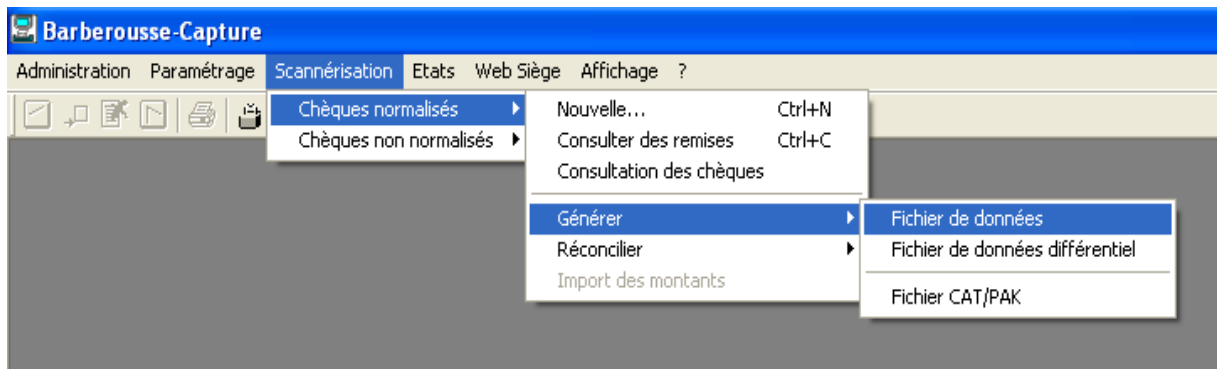 Barberousse-Capture
Administration Paramétrage Scannérisation Etats Web Siège Affichage ?
Chèques normalisés
Chèques non normalisés
Nouvelle... Ctrl+N
Consulter des remises Ctrl+C
Consultation des chèques
Générer
Réconcilier
Import des montants
Fichier de données
Fichier de données différentiel
Fichier CAT/PAK